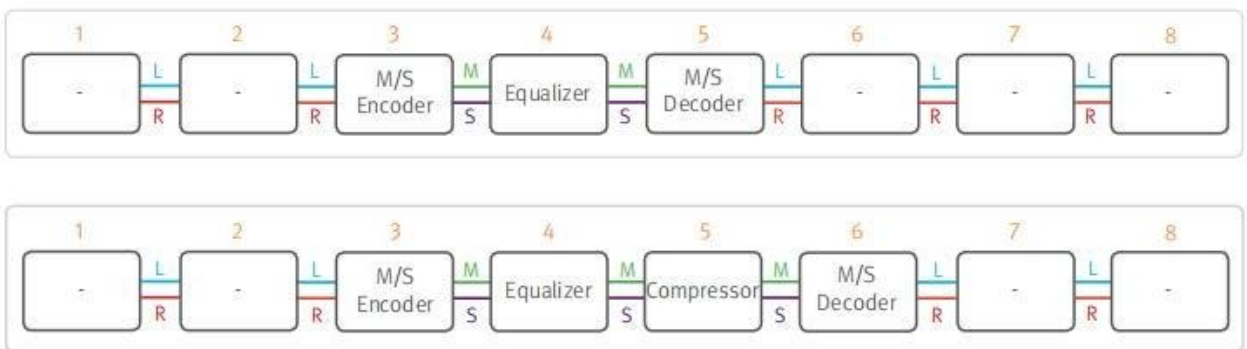 1 2 3 4 5 6 7 8
L L M M L L L
- - M/S Encoder Equalizer M/S Decoder - - -
R R S S R R R
1 2 3 4 5 6 7 8
L L M M M L L
- - M/S Encoder Equalizer Compressor M/S Decoder - -
R R S S S R R